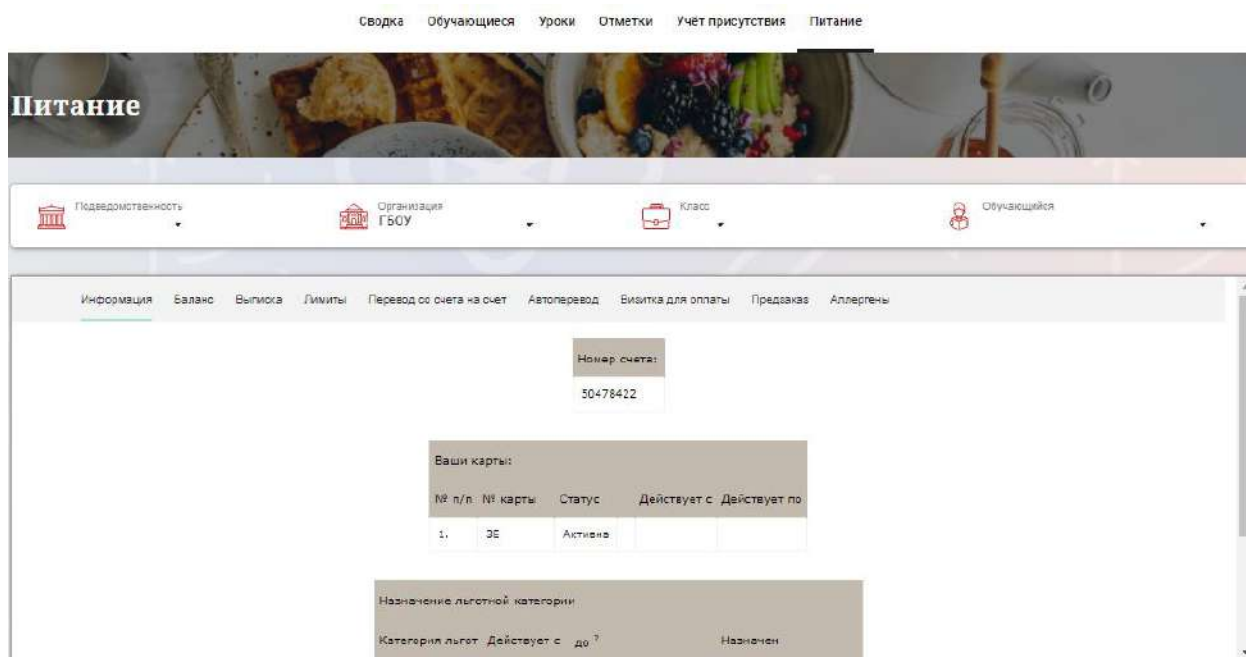 Сводка Обучающиеся Уроки Отметки Учёт присутствия Питание
Питание
Подведомственность Организация Класс Обучающийся
ГБОУ
Информация Баланс Выписка Лимиты Перевод со счета на счет Автоперевод Визитка для оплаты Предзаказ Аллергены
Номер счета:
50478422
Ваши карты:
№ п/п № карты Статус Действует с Действует по
1. 3E Активна
Назначение льготной категории
Категория льгот Действует с до ? Назначен